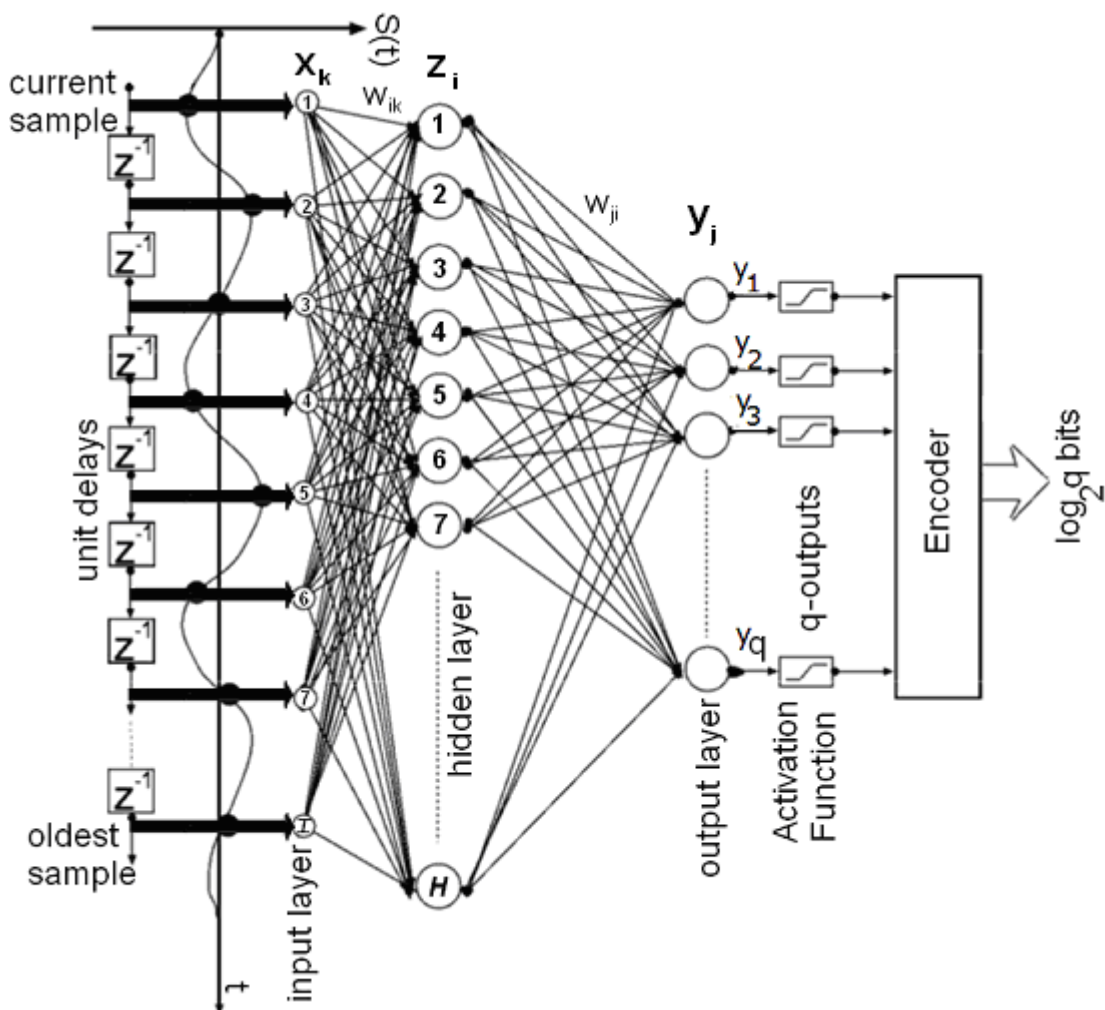 S(t)
current
sample
Z⁻¹
Z⁻¹
Z⁻¹
Z⁻¹
Z⁻¹
Z⁻¹
Z⁻¹
unit delays
oldest
sample
t
x_k
1
2
3
4
5
6
7
I
input layer
w_ik
z_i
1
2
3
4
5
6
7
H
hidden layer
w_ji
y_j
output layer
y_1
y_2
y_3
y_q
q-outputs
Activation
Function
Encoder
log_2q bits